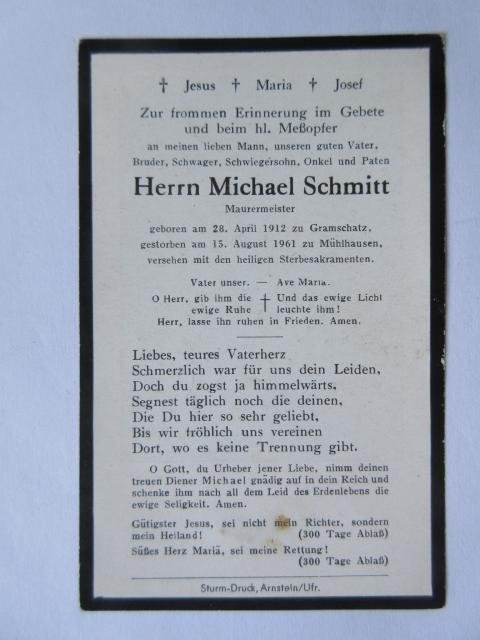 † Jesus † Maria † Josef
Zur frommen Erinnerung im Gebete
und beim hl. Meßopfer
an meinen lieben Mann, unseren guten Vater,
Bruder, Schwager, Schwiegersohn, Onkel und Paten
Herrn Michael Schmitt
Maurermeister
geboren am 28. April 1912 zu Gramschatz,
gestorben am 15. August 1961 zu Mühlhausen,
versehen mit den heiligen Sterbesakramenten.
Vater unser. — Ave Maria.
O Herr, gib ihm die † Und das ewige Licht
ewige Ruhe leuchte ihm!
Herr, lasse ihn ruhen in Frieden. Amen.
Liebes, teures Vaterherz
Schmerzlich war für uns dein Leiden,
Doch du zogst ja himmelwärts.
Segnest täglich noch die deinen,
Die Du hier so sehr geliebt,
Bis wir fröhlich uns vereinen
Dort, wo es keine Trennung gibt.
O Gott, du Urheber jener Liebe, nimm deinen
treuen Diener Michael gnädig auf in dein Reich und
schenke ihm nach all dem Leid des Erdenlebens die
ewige Seligkeit. Amen.
Gütigster Jesus, sei nicht mein Richter, sondern
mein Heiland! (300 Tage Ablaß)
Süßes Herz Mariä, sei meine Rettung!
(300 Tage Ablaß)
Sturm-Druck, Arnstein/Ufr.